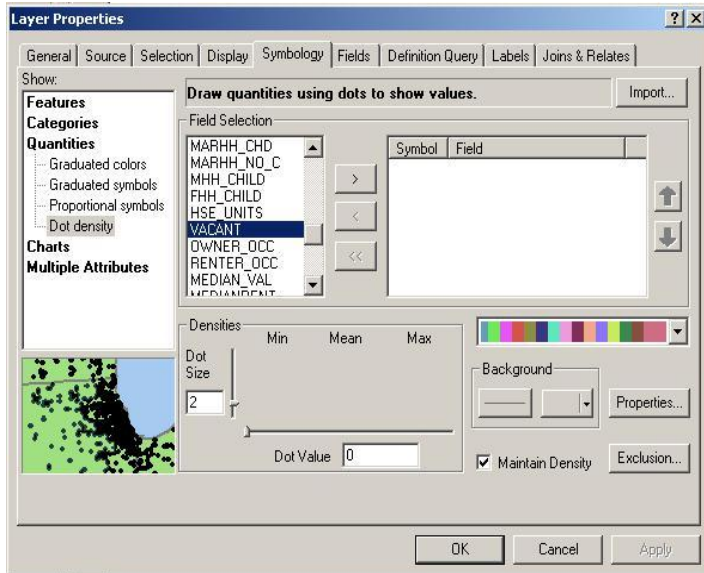 Layer Properties
General Source Selection Display Symbology Fields Definition Query Labels Joins & Relates
Show:
Features
Categories
Quantities
Graduated colors
Graduated symbols
Proportional symbols
Dot density
Charts
Multiple Attributes
Draw quantities using dots to show values.
Import...
Field Selection
MARHH_CHD
MARHH_NO_C
MHH_CHILD
FHH_CHILD
HSE_UNITS
VACANT
OWNER_OCC
RENTER_OCC
MEDIAN_VAL
MEDIANRENT
>
<
<<
Symbol Field
Densities
Min Mean Max
Dot
Size
2
Dot Value 0
Background
Properties...
Maintain Density
Exclusion...
OK Cancel Apply